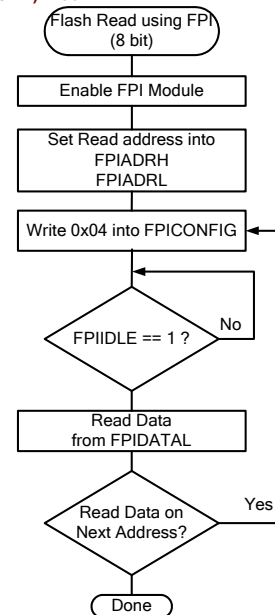 Flash Read using FPI
(8 bit)
Enable FPI Module
Set Read address into
FPIADRH
FPIADRL
Write 0x04 into FPICONFIG
FPIIDLE == 1 ?
No
Read Data
from FPIDATAL
Read Data on
Next Address?
Yes
Done